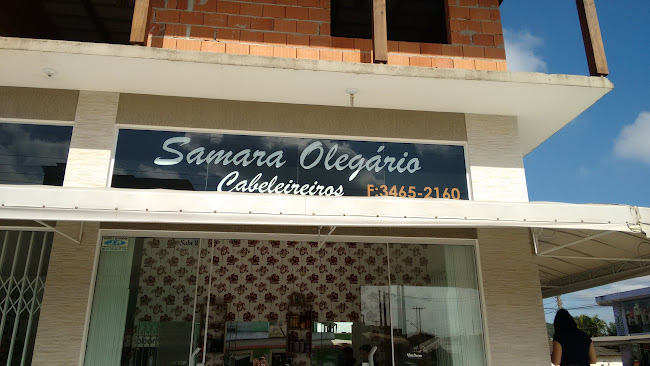 Samara Olegário
Cabeleireiros F:3465-2160